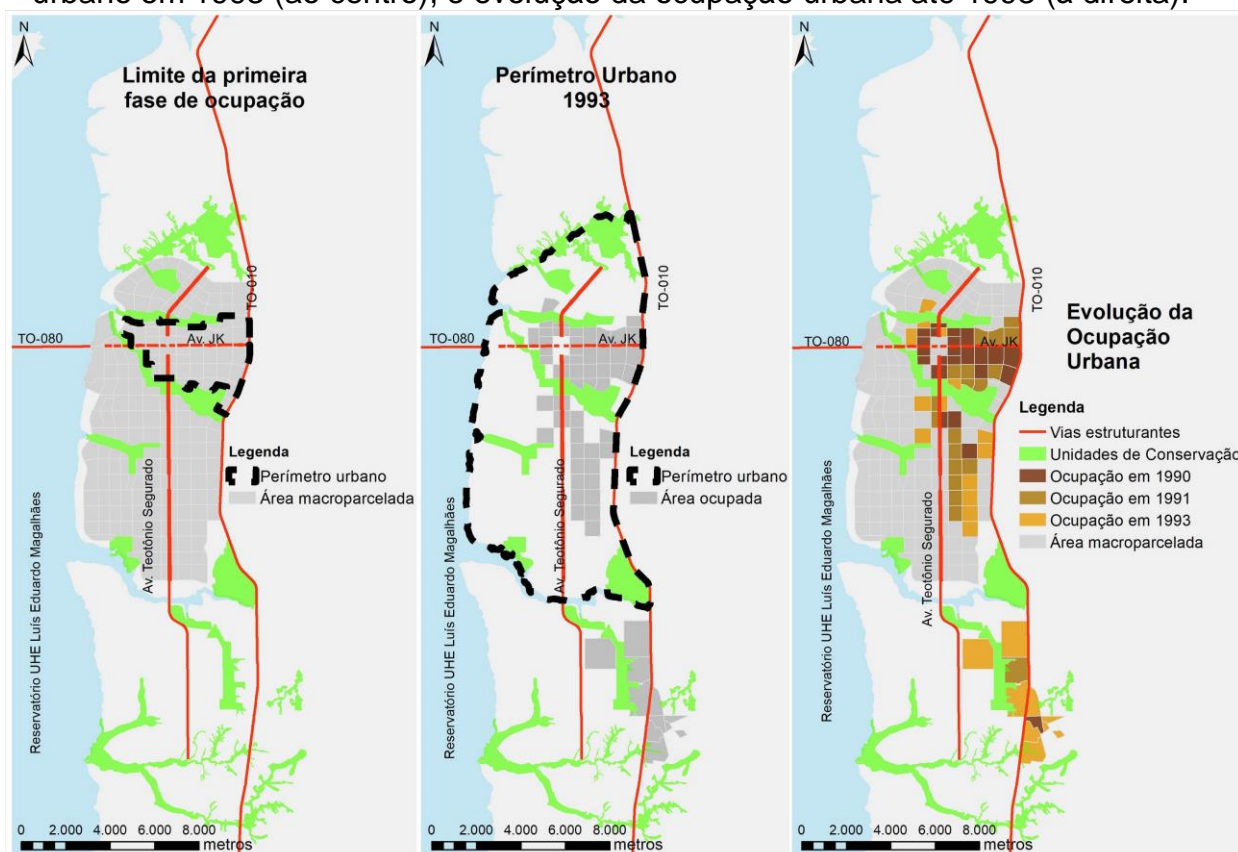 urbano em 1993 (ao centro); e evolução da ocupação urbana até 1993 (à direita).
N
Limite da primeira
fase de ocupação
TO-010
TO-080
Av. JK
Legenda
Perímetro urbano
Área macroparcelada
Av. Teotônio Segurado
Reservatório UHE Luís Eduardo Magalhães
0 2.000 4.000 6.000 8.000
metros
N
Perímetro Urbano
1993
TO-010
TO-080
Av. JK
Legenda
Perímetro urbano
Área ocupada
Av. Teotônio Segurado
Reservatório UHE Luís Eduardo Magalhães
0 2.000 4.000 6.000 8.000
metros
N
TO-010
Evolução da
Ocupação
Urbana
TO-080
Av. JK
Legenda
Vias estruturantes
Unidades de Conservação
Ocupação em 1990
Ocupação em 1991
Ocupação em 1993
Área macroparcelada
Av. Teotônio Segurado
Reservatório UHE Luís Eduardo Magalhães
0 2.000 4.000 6.000 8.000
metros